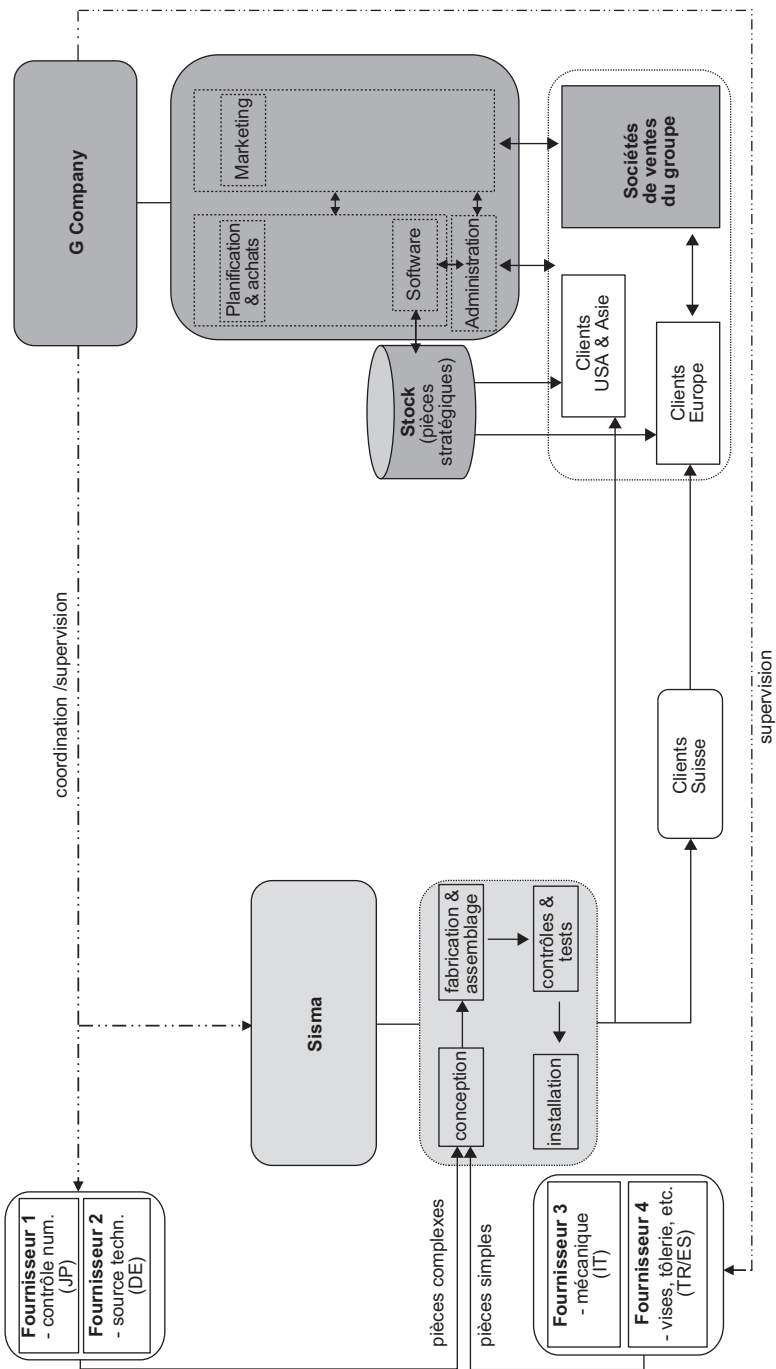 Fournisseur 1
- contrôle num.
(JP)
Fournisseur 2
- source techn.
(DE)
coordination /supervision
G Company
Sisma
pièces complexes
pièces simples
conception
fabrication &
assemblage
contrôles &
tests
installation
Stock
(pièces
stratégiques)
Planification
& achats
Marketing
Software
Administration
Fournisseur 3
- mécanique
(IT)
Fournisseur 4
- vises, tôlerie, etc.
(TR/ES)
Clients
Suisse
Clients
USA & Asie
Clients
Europe
Sociétés
de ventes
du groupe
supervision